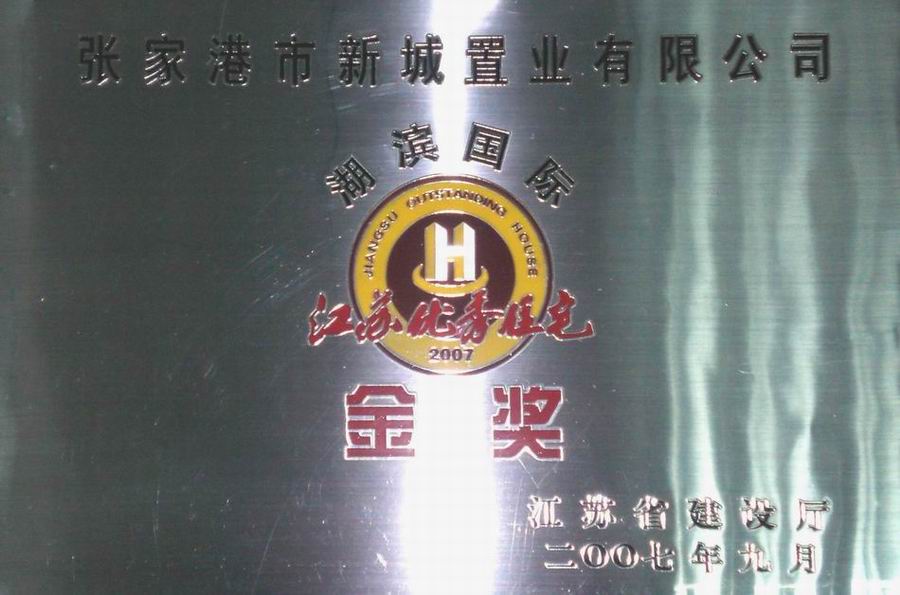 张家港市新城置业有限公司
湖滨国际
JIANGSU OUTSTANDING HOUSE
H
江苏优秀住宅
2007
金奖
江苏省建设厅
二〇〇七年九月